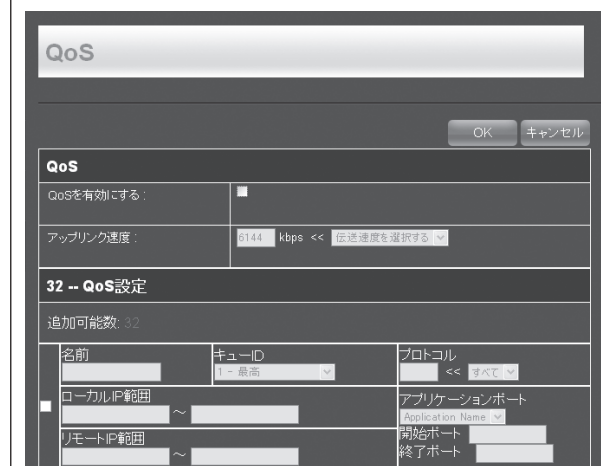 QoS
OK キャンセル
QoS
QoSを有効にする :
アップリンク速度 : 6144 kbps << 伝送速度を選択する
32 -- QoS設定
追加可能数: 32
名前 キューID プロトコル
1 - 最高 << すべて
ローカルIP範囲 アプリケーションポート
~ Application Name
リモートIP範囲 開始ポート
~ 終了ポート